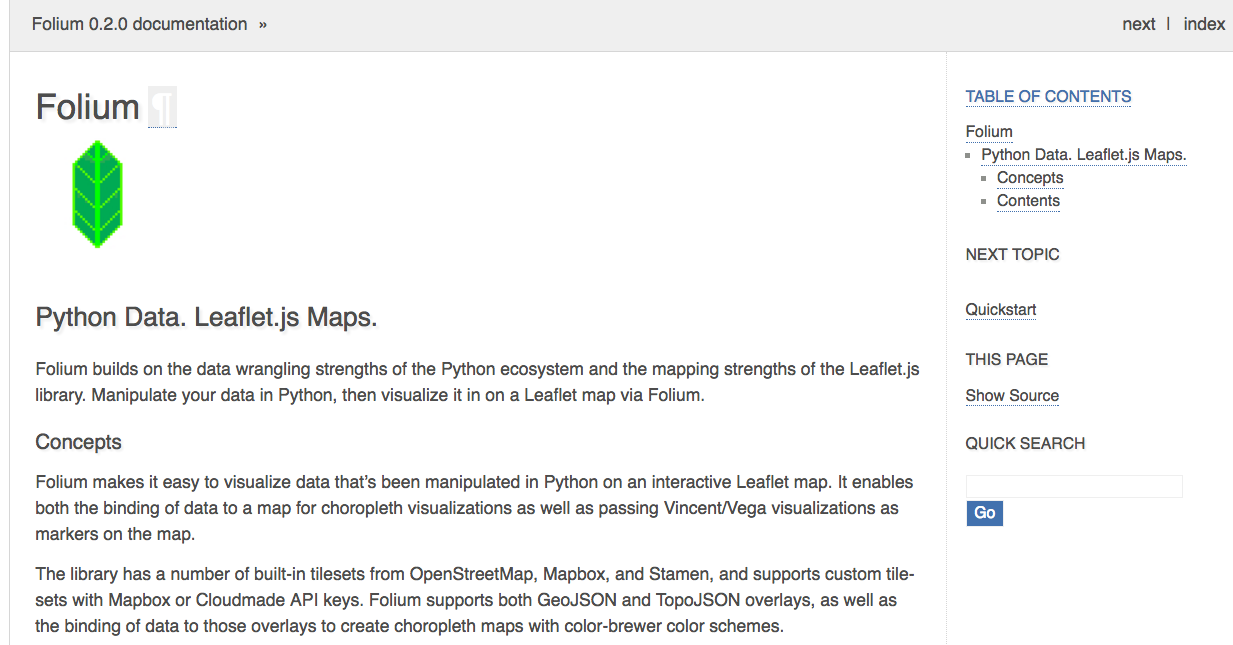 Folium 0.2.0 documentation »
next | index
Folium ¶
Python Data. Leaflet.js Maps.
Folium builds on the data wrangling strengths of the Python ecosystem and the mapping strengths of the Leaflet.js
library. Manipulate your data in Python, then visualize it in on a Leaflet map via Folium.
Concepts
Folium makes it easy to visualize data that’s been manipulated in Python on an interactive Leaflet map. It enables
both the binding of data to a map for choropleth visualizations as well as passing Vincent/Vega visualizations as
markers on the map.
The library has a number of built-in tilesets from OpenStreetMap, Mapbox, and Stamen, and supports custom tile-
sets with Mapbox or Cloudmade API keys. Folium supports both GeoJSON and TopoJSON overlays, as well as
the binding of data to those overlays to create choropleth maps with color-brewer color schemes.
TABLE OF CONTENTS
Folium
Python Data. Leaflet.js Maps.
Concepts
Contents
NEXT TOPIC
Quickstart
THIS PAGE
Show Source
QUICK SEARCH
Go